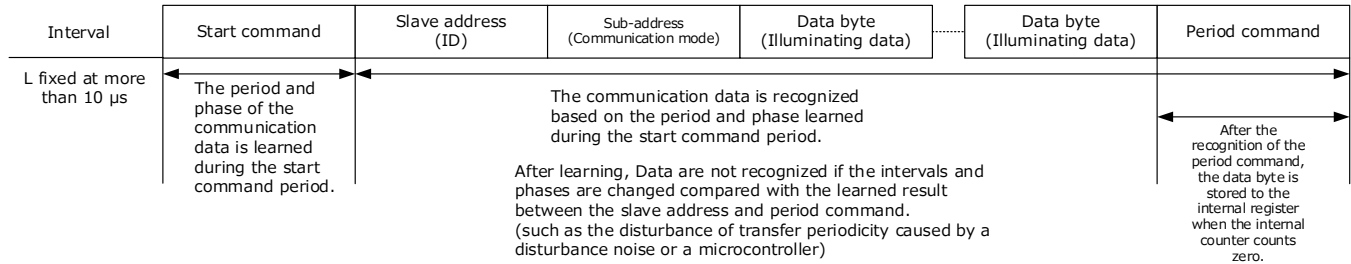 Interval
Start command
Slave address
(ID)
Sub-address
(Communication mode)
Data byte
(Illuminating data)
Data byte
(Illuminating data)
Period command
L fixed at more
than 10 μs
The period and
phase of the
communication
data is learned
during the start
command period.
The communication data is recognized
based on the period and phase learned
during the start command period.
After learning, Data are not recognized if the intervals and
phases are changed compared with the learned result
between the slave address and period command.
(such as the disturbance of transfer periodicity caused by a
disturbance noise or a microcontroller)
After the
recognition of the
period command,
the data byte is
stored to the
internal register
when the internal
counter counts
zero.